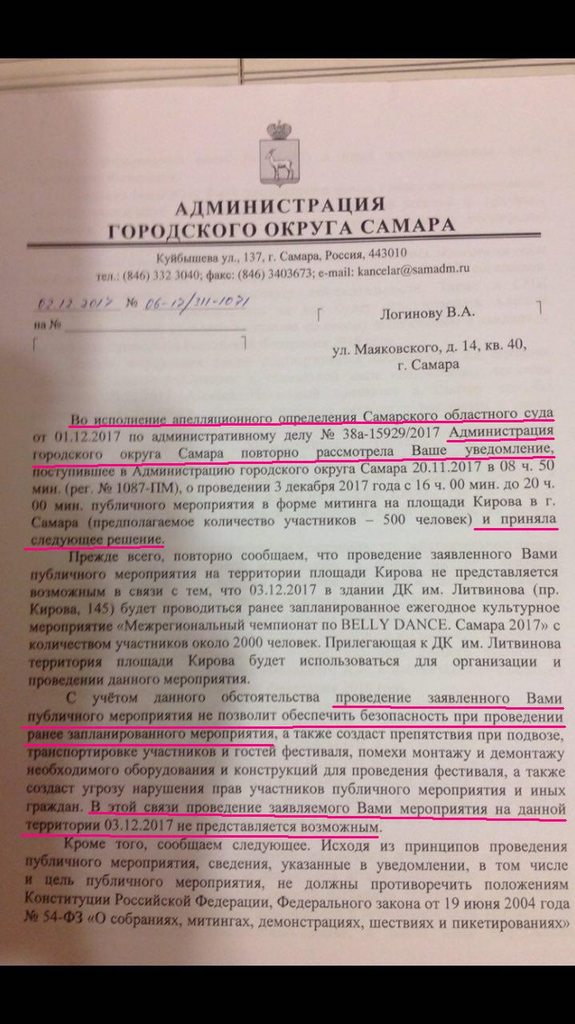 АДМИНИСТРАЦИЯ
ГОРОДСКОГО ОКРУГА САМАРА
Куйбышева ул., 137, г. Самара, Россия, 443010
тел.: (846) 332 3040; факс: (846) 3403673; e-mail: kancelar@samadm.ru
02.12.2017 № 06-17/
на №
Логинову В.А.
ул. Маяковского, д. 14, кв. 40,
г. Самара
Во исполнение апелляционного определения Самарского областного суда
от 01.12.2017 по административному делу № 38а-15929/2017 Администрация
городского округа Самара повторно рассмотрела Ваше уведомление,
поступившее в Администрацию городского округа Самара 20.11.2017 в 08 ч. 50
мин. (рег. № 1087-ПМ), о проведении 3 декабря 2017 года с 16 ч. 00 мин. до 20 ч.
00 мин. публичного мероприятия в форме митинга на площади Кирова в г.
Самара (предполагаемое количество участников – 500 человек) и приняла
следующее решение.
Прежде всего, повторно сообщаем, что проведение заявленного Вами
публичного мероприятия на территории площади Кирова не представляется
возможным в связи с тем, что 03.12.2017 в здании ДК им. Литвинова (пр.
Кирова, 145) будет проводиться ранее запланированное ежегодное культурное
мероприятие «Межрегиональный чемпионат по BELLY DANCE. Самара 2017» с
количеством участников около 2000 человек. Прилегающая к ДК им. Литвинова
территория площади Кирова будет использоваться для организации и
проведении данного мероприятия.
С учётом данного обстоятельства проведение заявленного Вами
публичного мероприятия не позволит обеспечить безопасность при проведении
ранее запланированного мероприятия, а также создаст препятствия при подвозе,
транспортировке участников и гостей фестиваля, помехи монтажу и демонтажу
необходимого оборудования и конструкций для проведения фестиваля, а также
создаст угрозу нарушения прав участников публичного мероприятия и иных
граждан. В этой связи проведение заявляемого Вами мероприятия на данной
территории 03.12.2017 не представляется возможным.
Кроме того, сообщаем следующее. Исходя из принципов проведения
публичного мероприятия, сведения, указанные в уведомлении, в том числе
и цель публичного мероприятия, не должны противоречить положениям
Конституции Российской Федерации, Федерального закона от 19 июня 2004 года
№ 54-ФЗ «О собраниях, митингах, демонстрациях, шествиях и пикетированиях»